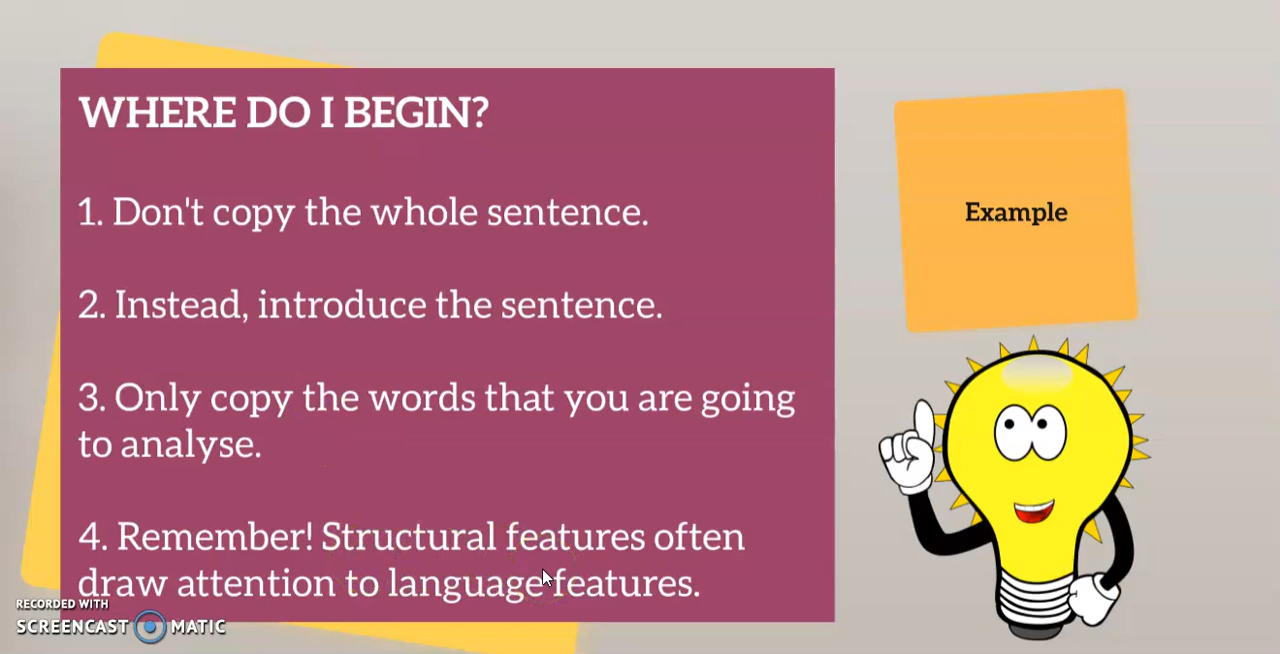 WHERE DO I BEGIN?
1. Don't copy the whole sentence.
2. Instead, introduce the sentence.
3. Only copy the words that you are going
to analyse.
4. Remember! Structural features often
draw attention to language features.
Example
RECORDED WITH
SCREENCAST MATIC